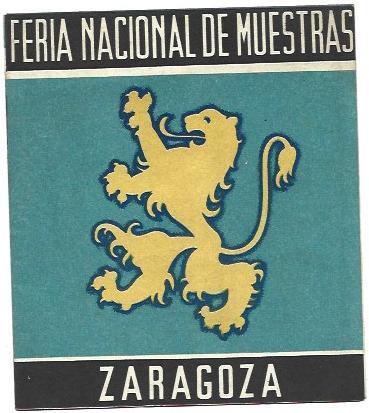 FERIA NACIONAL DE MUESTRAS
ZARAGOZA